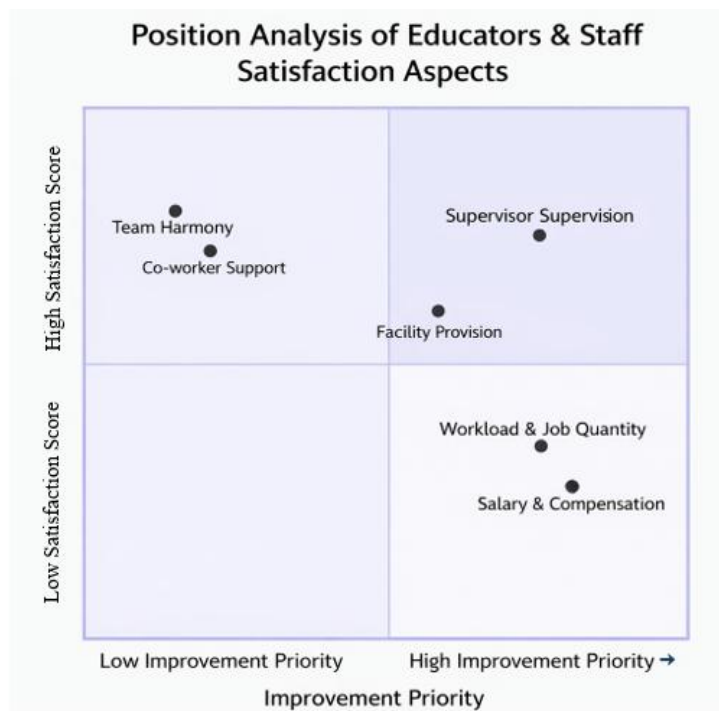 Position Analysis of Educators & Staff
Satisfaction Aspects
High Satisfaction Score
Team Harmony
Co-worker Support
Supervisor Supervision
Facility Provision
Low Satisfaction Score
Workload & Job Quantity
Salary & Compensation
Low Improvement Priority
High Improvement Priority →
Improvement Priority